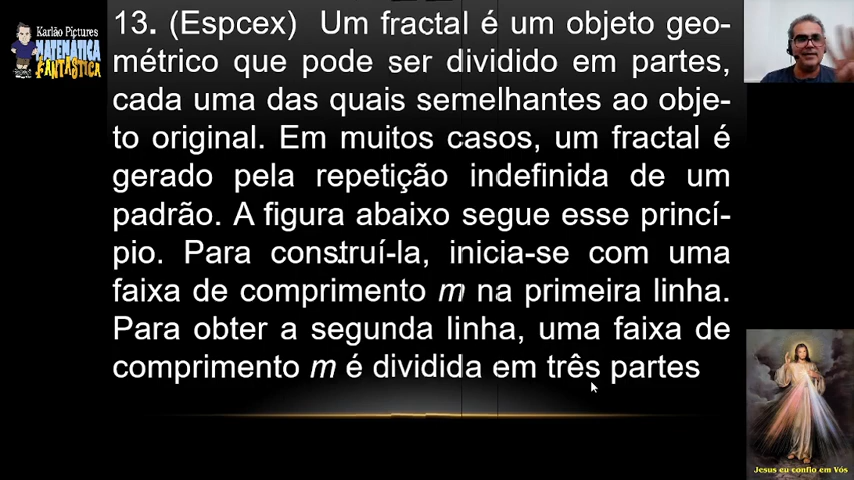 Karlão Pictures
MATEMÁTICA
FANTÁSTICA
13. (Espcex) Um fractal é um objeto geo-
métrico que pode ser dividido em partes,
cada uma das quais semelhantes ao obje-
to original. Em muitos casos, um fractal é
gerado pela repetição indefinida de um
padrão. A figura abaixo segue esse princí-
pio. Para construí-la, inicia-se com uma
faixa de comprimento m na primeira linha.
Para obter a segunda linha, uma faixa de
comprimento m é dividida em três partes
Jesus eu confio em Vós